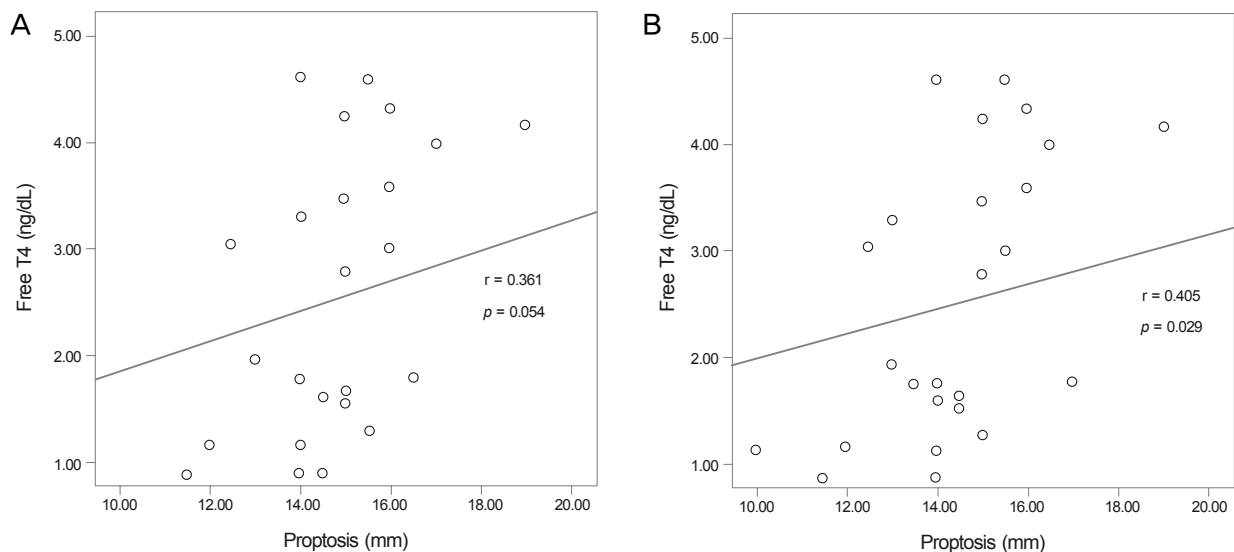 A
5.00
4.00
3.00
2.00
1.00
Free T4 (ng/dL)
r = 0.361
p = 0.054
10.00 12.00 14.00 16.00 18.00 20.00
Proptosis (mm)
B
5.00
4.00
3.00
2.00
1.00
Free T4 (ng/dL)
r = 0.405
p = 0.029
10.00 12.00 14.00 16.00 18.00 20.00
Proptosis (mm)